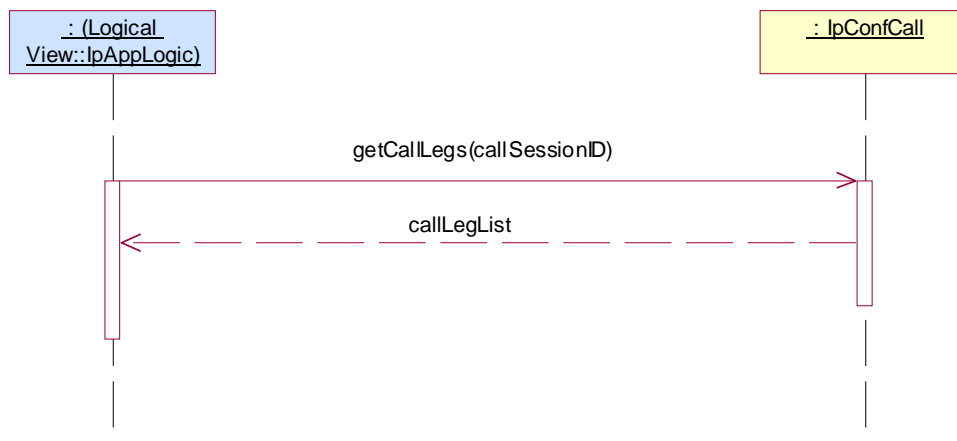 : (Logical
View::IpAppLogic)
: IpConfCall
getCallLegs(callSessionID)
callLegList